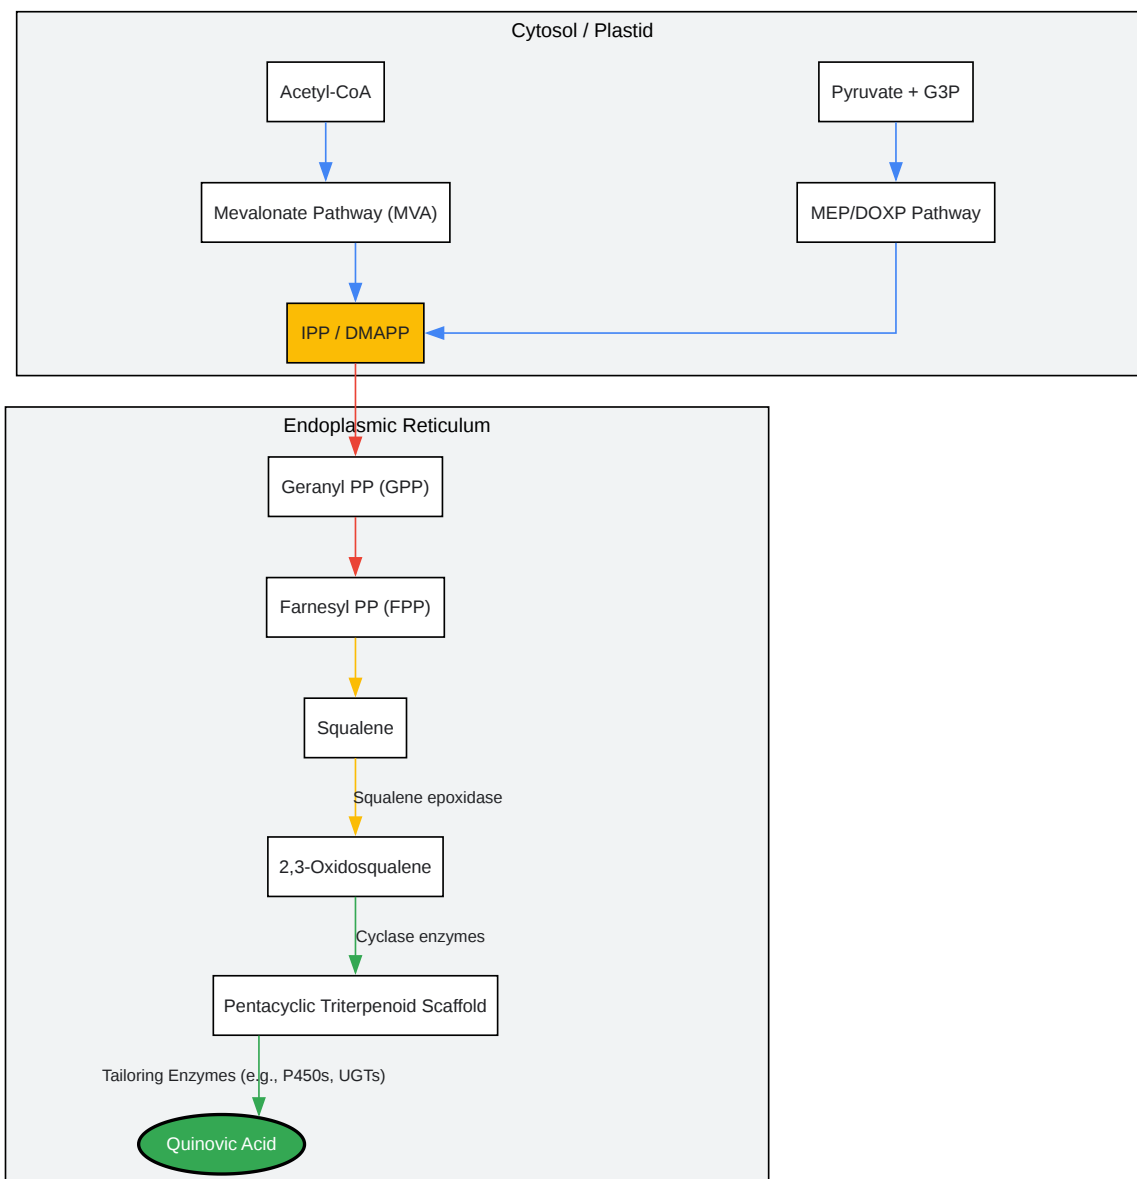 Cytosol / Plastid
Acetyl-CoA
Pyruvate + G3P
Mevalonate Pathway (MVA)
MEP/DOXP Pathway
IPP / DMAPP
Endoplasmic Reticulum
Geranyl PP (GPP)
Farnesyl PP (FPP)
Squalene
Squalene epoxidase
2,3-Oxidosqualene
Cyclase enzymes
Pentacyclic Triterpenoid Scaffold
Tailoring Enzymes (e.g., P450s, UGTs)
Quinovic Acid